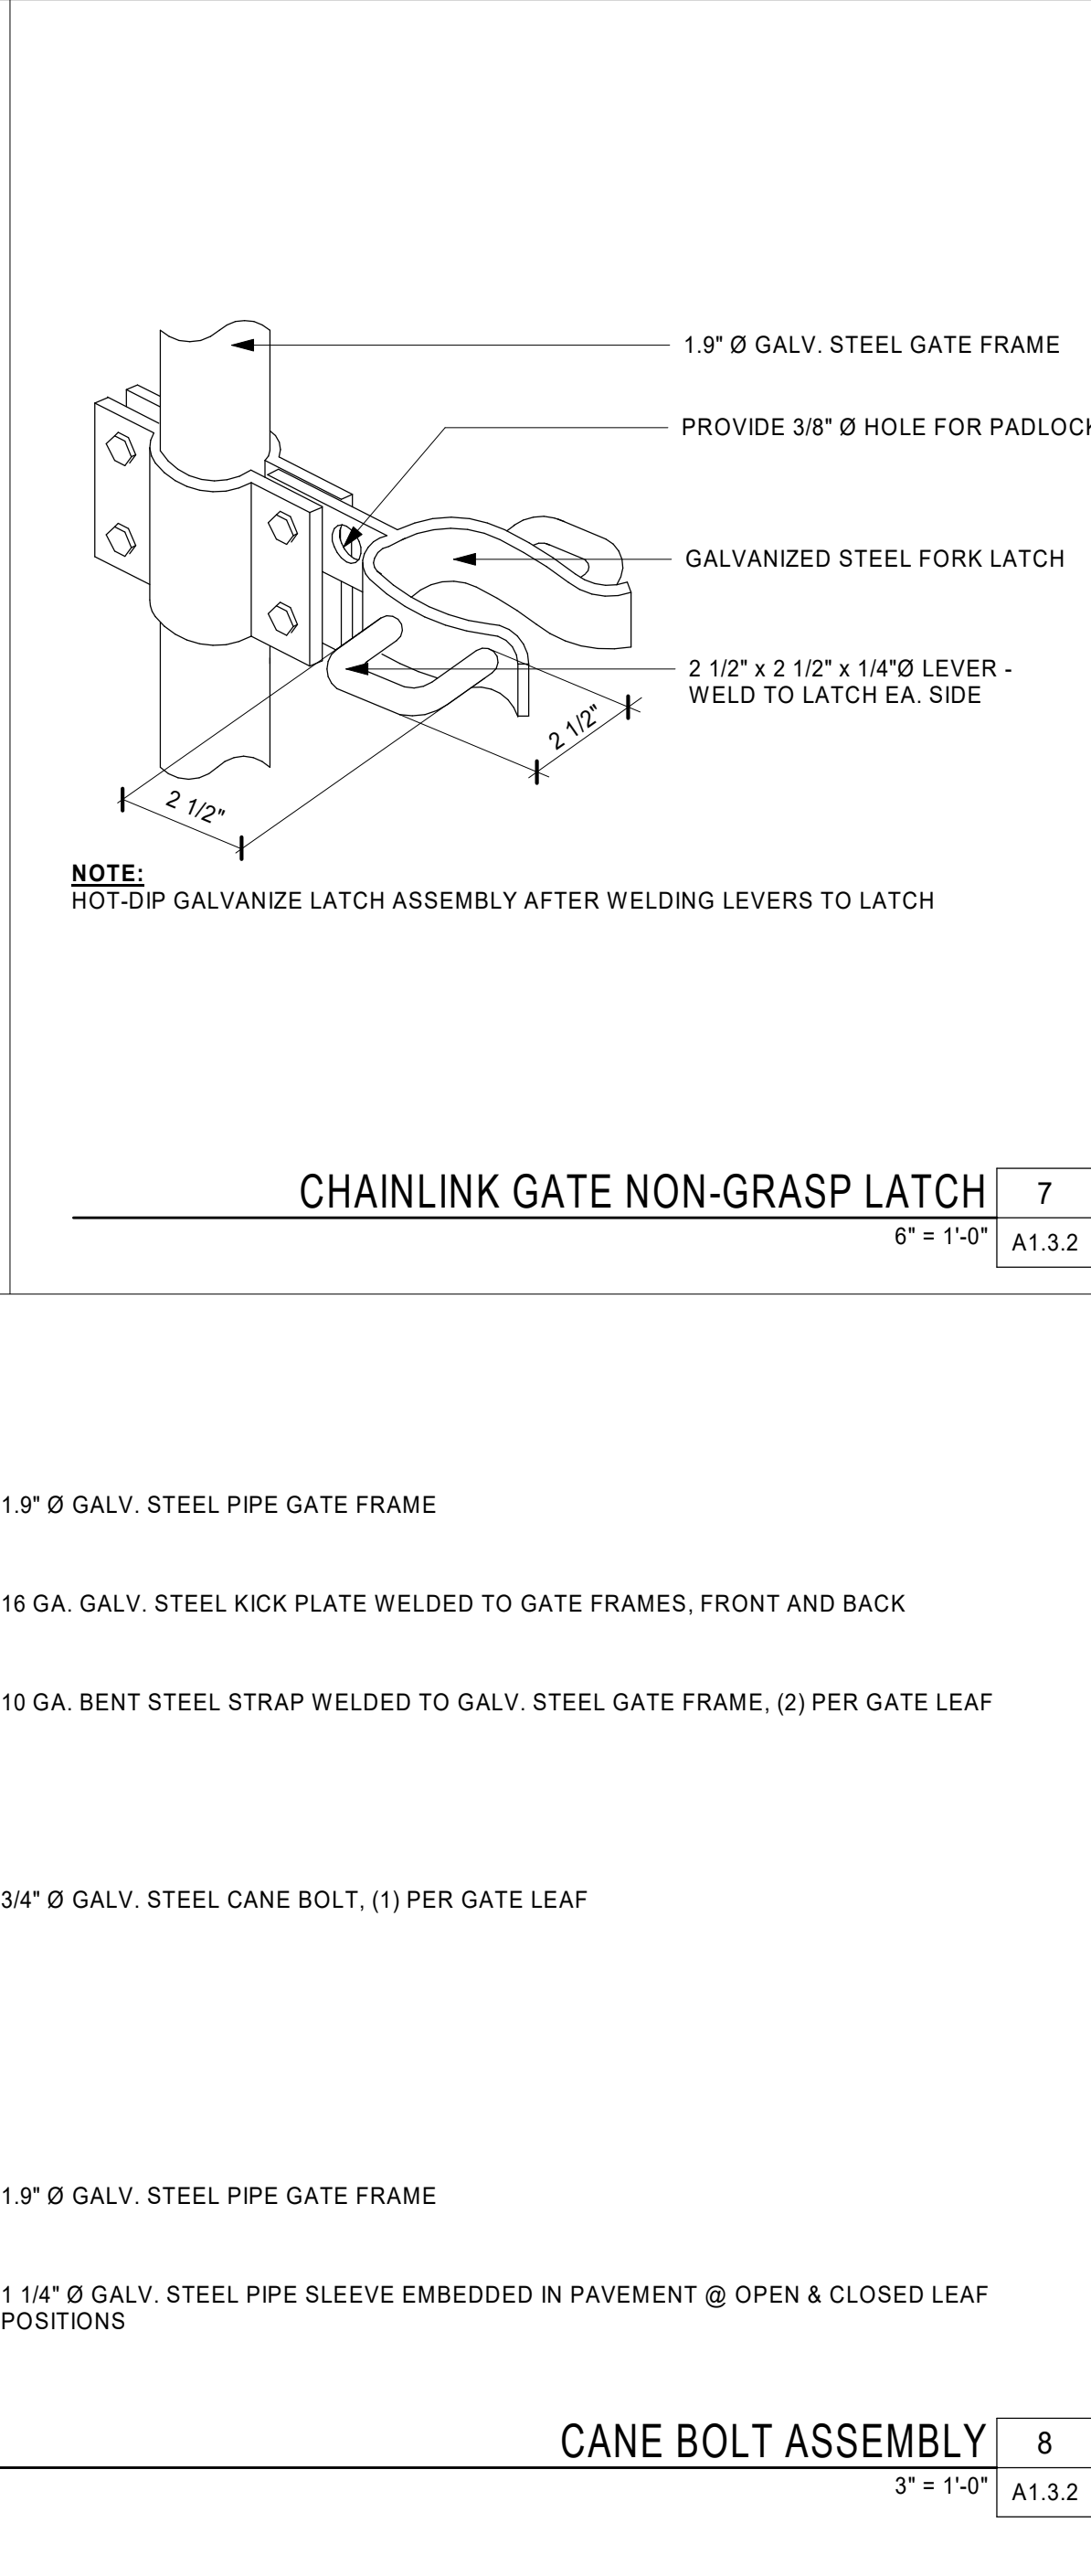 1.9" Ø GALV. STEEL GATE FRAME
PROVIDE 3/8" Ø HOLE FOR PADLOCK
GALVANIZED STEEL FORK LATCH
2 1/2" x 2 1/2" x 1/4"Ø LEVER -
WELD TO LATCH EA. SIDE
2 1/2"
2 1/2"
NOTE:
HOT-DIP GALVANIZE LATCH ASSEMBLY AFTER WELDING LEVERS TO LATCH
CHAINLINK GATE NON-GRASP LATCH
7
6" = 1'-0"
A1.3.2
1.9" Ø GALV. STEEL PIPE GATE FRAME
16 GA. GALV. STEEL KICK PLATE WELDED TO GATE FRAMES, FRONT AND BACK
10 GA. BENT STEEL STRAP WELDED TO GALV. STEEL GATE FRAME, (2) PER GATE LEAF
3/4" Ø GALV. STEEL CANE BOLT, (1) PER GATE LEAF
1.9" Ø GALV. STEEL PIPE GATE FRAME
1 1/4" Ø GALV. STEEL PIPE SLEEVE EMBEDDED IN PAVEMENT @ OPEN & CLOSED LEAF
POSITIONS
CANE BOLT ASSEMBLY
8
3" = 1'-0"
A1.3.2